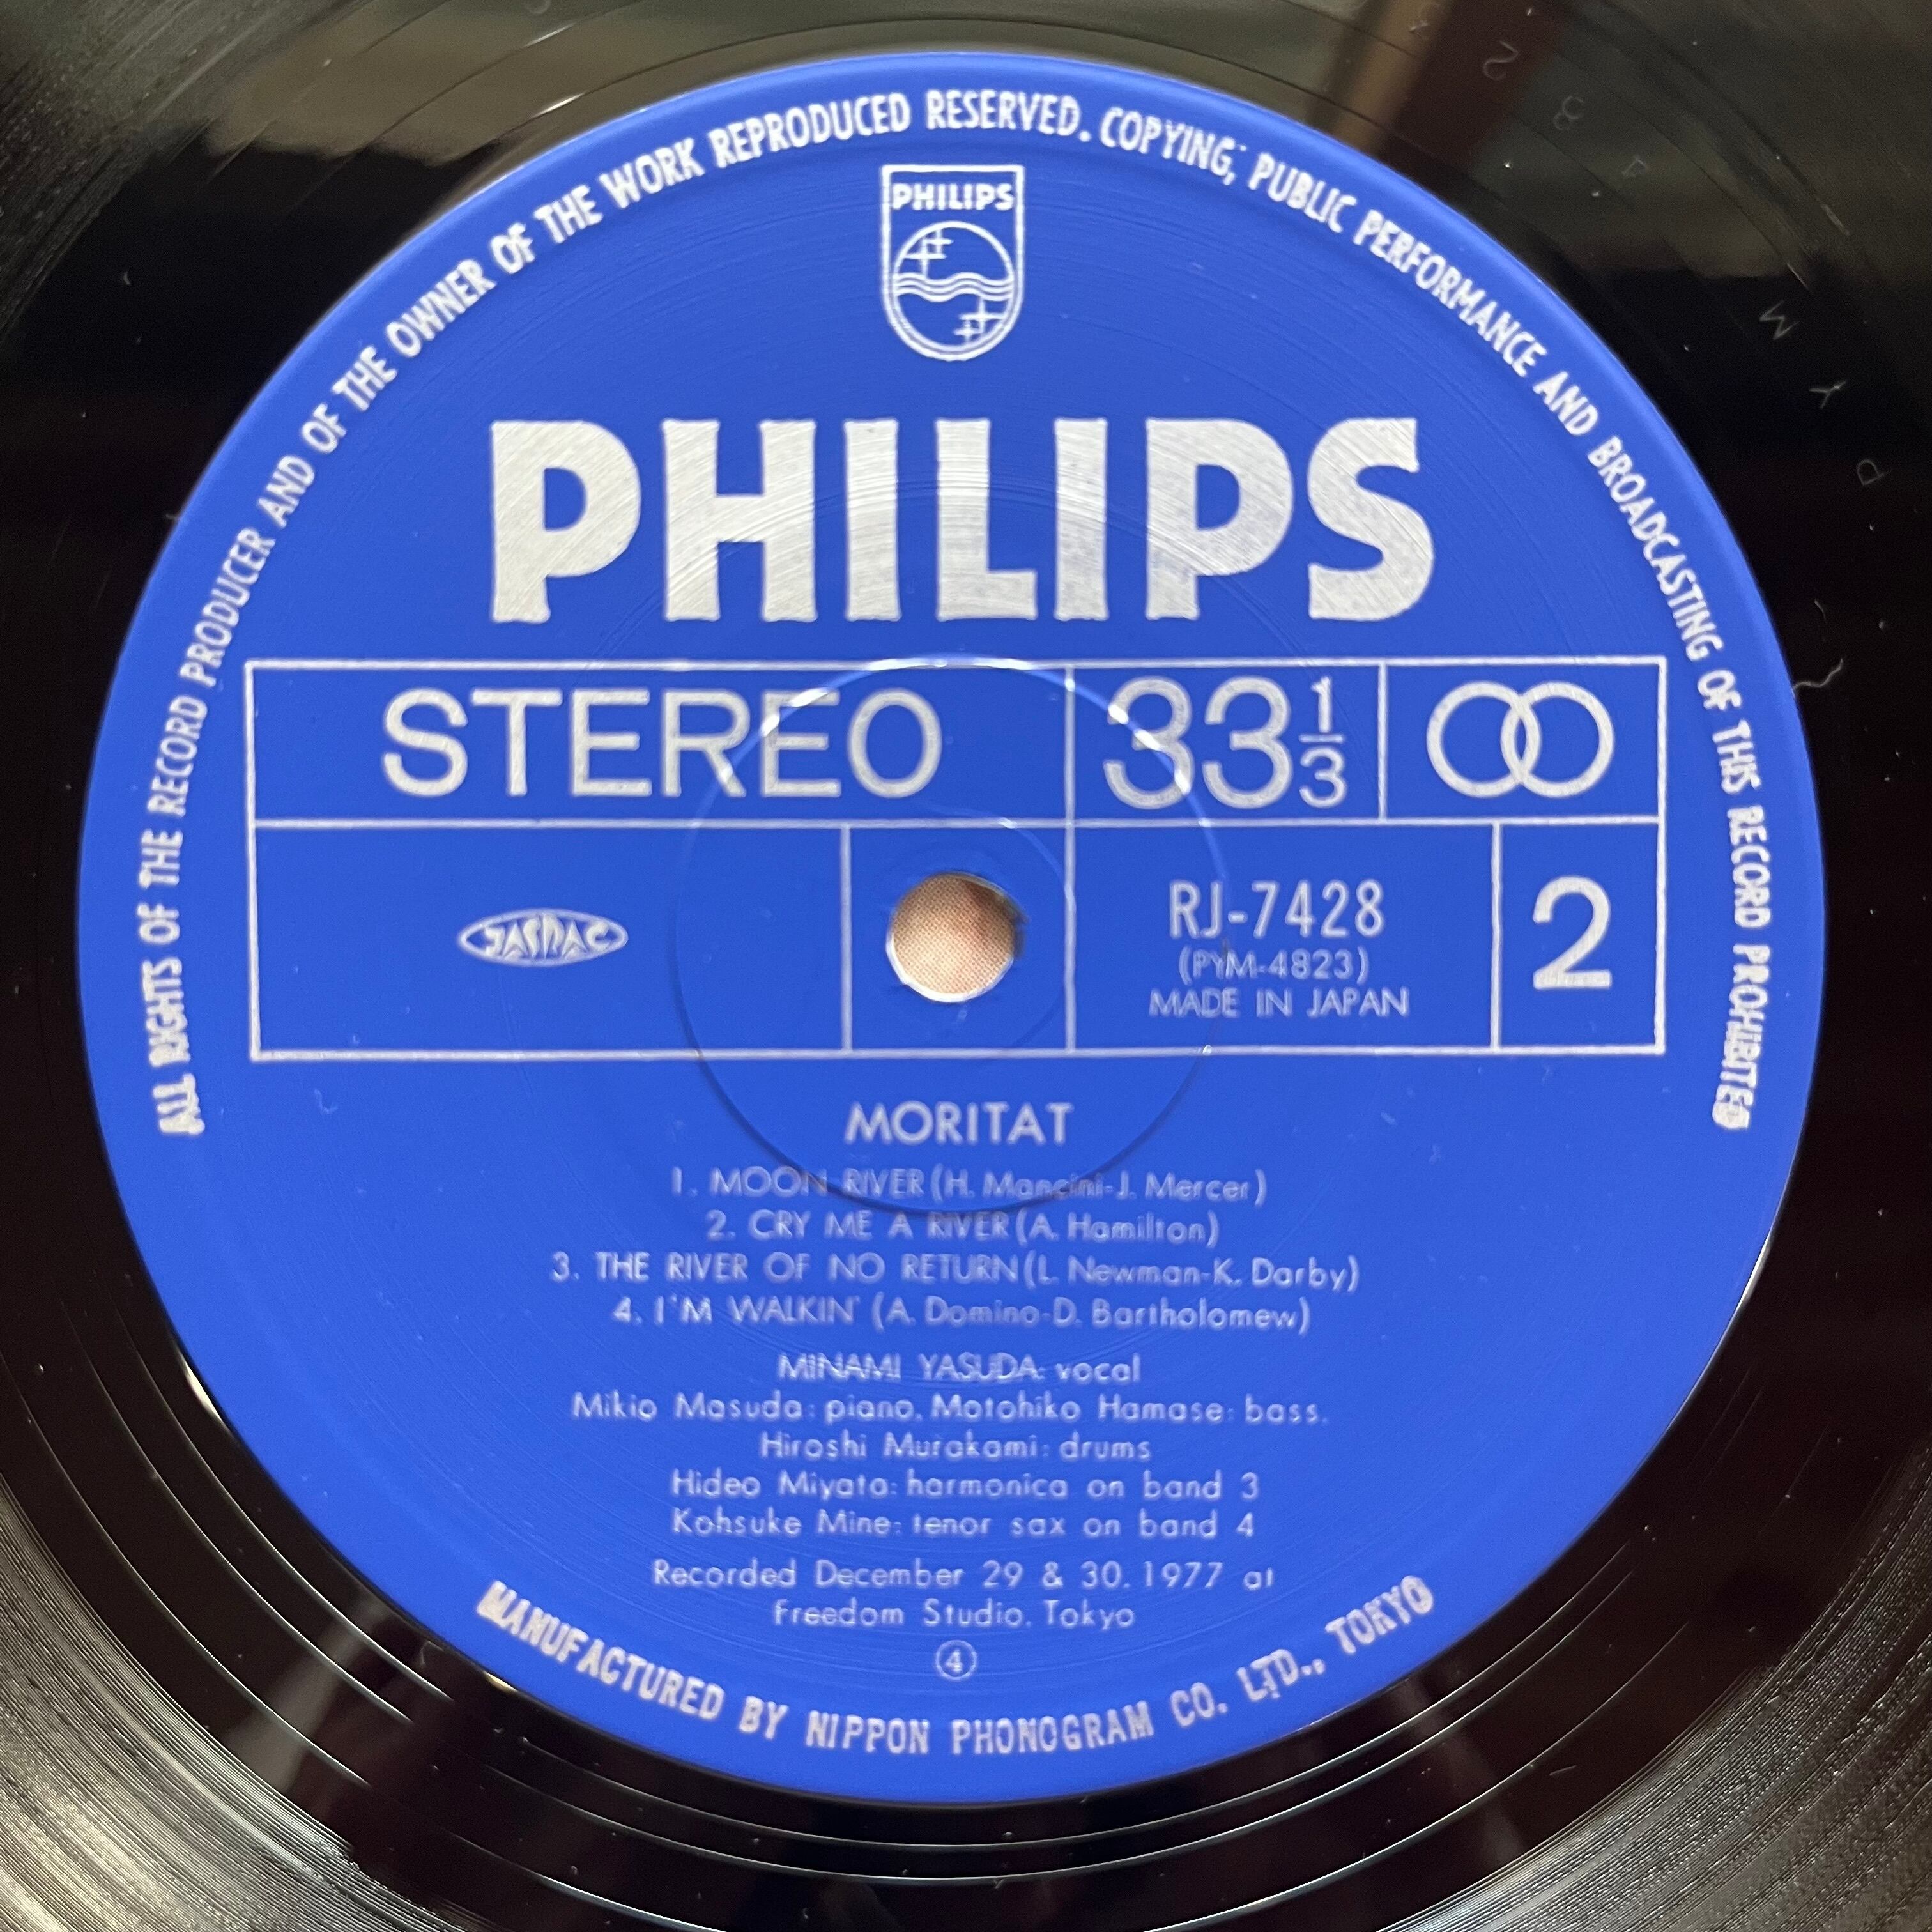 ALL RIGHTS OF THE RECORD PRODUCER AND OF THE OWNER OF THE WORK REPRODUCED RESERVED. COPYING, PUBLIC PERFORMANCE AND BROADCASTING OF THIS RECORD PROHIBITED
PHILIPS
PHILIPS
STEREO
33 1/3
JASRAC
RJ-7428
(PYM-4823)
MADE IN JAPAN
2
MORITAT
1. MOON RIVER (H. Mancini-J. Mercer)
2. CRY ME A RIVER (A. Hamilton)
3. THE RIVER OF NO RETURN (L. Newman-K. Darby)
4. I'M WALKIN' (A. Domino-D. Bartholomew)
MINAMI YASUDA: vocal
Mikio Masuda: piano, Motohiko Hamase: bass,
Hiroshi Murakami: drums
Hideo Miyata: harmonica on band 3
Kohsuke Mine: tenor sax on band 4
Recorded December 29 & 30, 1977 at
Freedom Studio, Tokyo
④
MANUFACTURED BY NIPPON PHONOGRAM CO. LTD., TOKYO